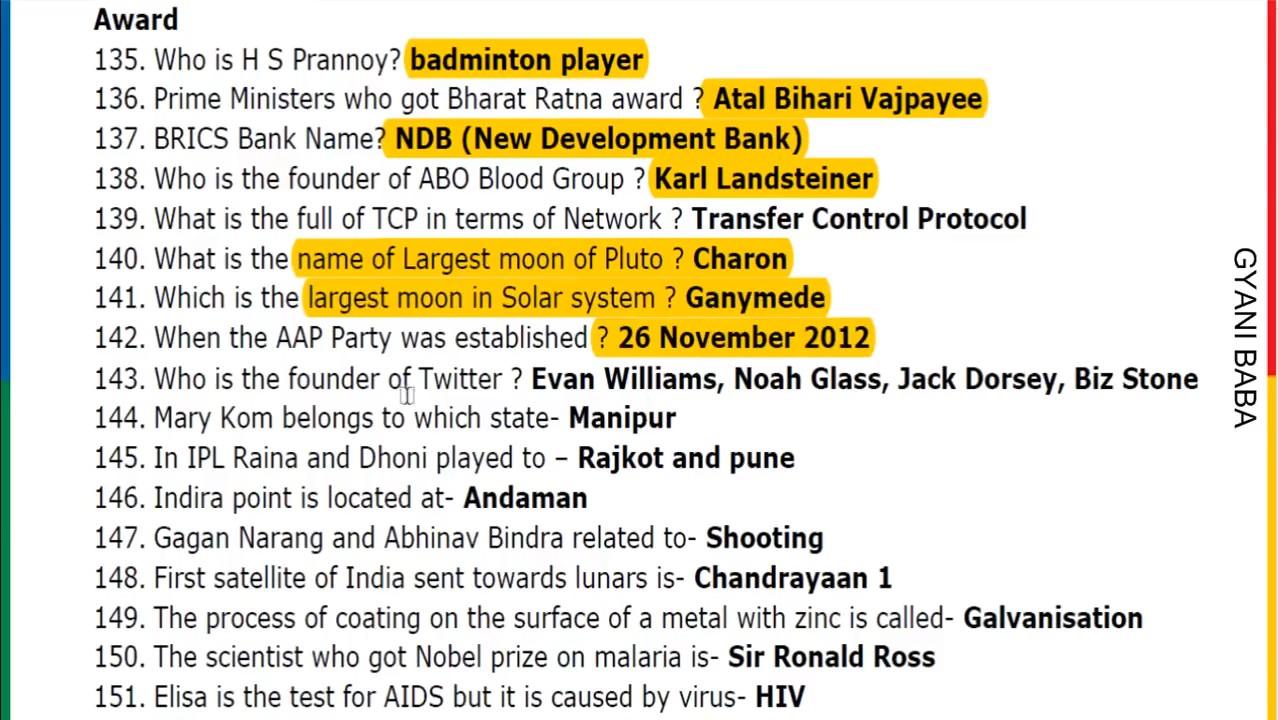 Award
135. Who is H S Prannoy? badminton player
136. Prime Ministers who got Bharat Ratna award ? Atal Bihari Vajpayee
137. BRICS Bank Name? NDB (New Development Bank)
138. Who is the founder of ABO Blood Group ? Karl Landsteiner
139. What is the full of TCP in terms of Network ? Transfer Control Protocol
140. What is the name of Largest moon of Pluto ? Charon
141. Which is the largest moon in Solar system ? Ganymede
142. When the AAP Party was established ? 26 November 2012
143. Who is the founder of Twitter ? Evan Williams, Noah Glass, Jack Dorsey, Biz Stone
144. Mary Kom belongs to which state- Manipur
145. In IPL Raina and Dhoni played to – Rajkot and pune
146. Indira point is located at- Andaman
147. Gagan Narang and Abhinav Bindra related to- Shooting
148. First satellite of India sent towards lunars is- Chandrayaan 1
149. The process of coating on the surface of a metal with zinc is called- Galvanisation
150. The scientist who got Nobel prize on malaria is- Sir Ronald Ross
151. Elisa is the test for AIDS but it is caused by virus- HIV
GYANI BABA